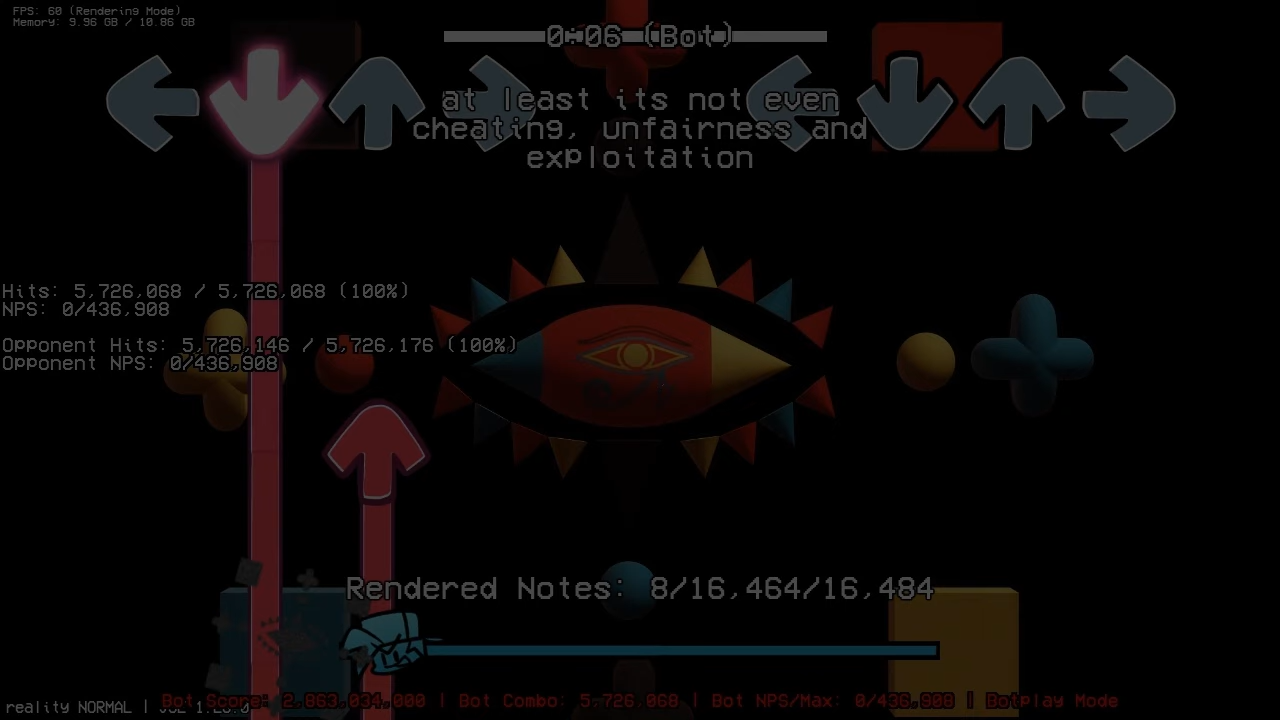 FPS: 60 (Rendering Mode)
Memory: 9.96 GB / 10.86 GB
0:06 (Bot)
at least its not even
cheating, unfairness and
exploitation
Hits: 5,726,068 / 5,726,068 (100%)
NPS: 0/436,908
Opponent Hits: 5,726,146 / 5,726,176 (100%)
Opponent NPS: 0/436,908
Rendered Notes: 8/16,464/16,484
Bot Score: 2,863,034,000 | Bot Combo: 5,726,068 | Bot NPS/Max: 0/436,908 | Botplay Mode
reality NORMAL |